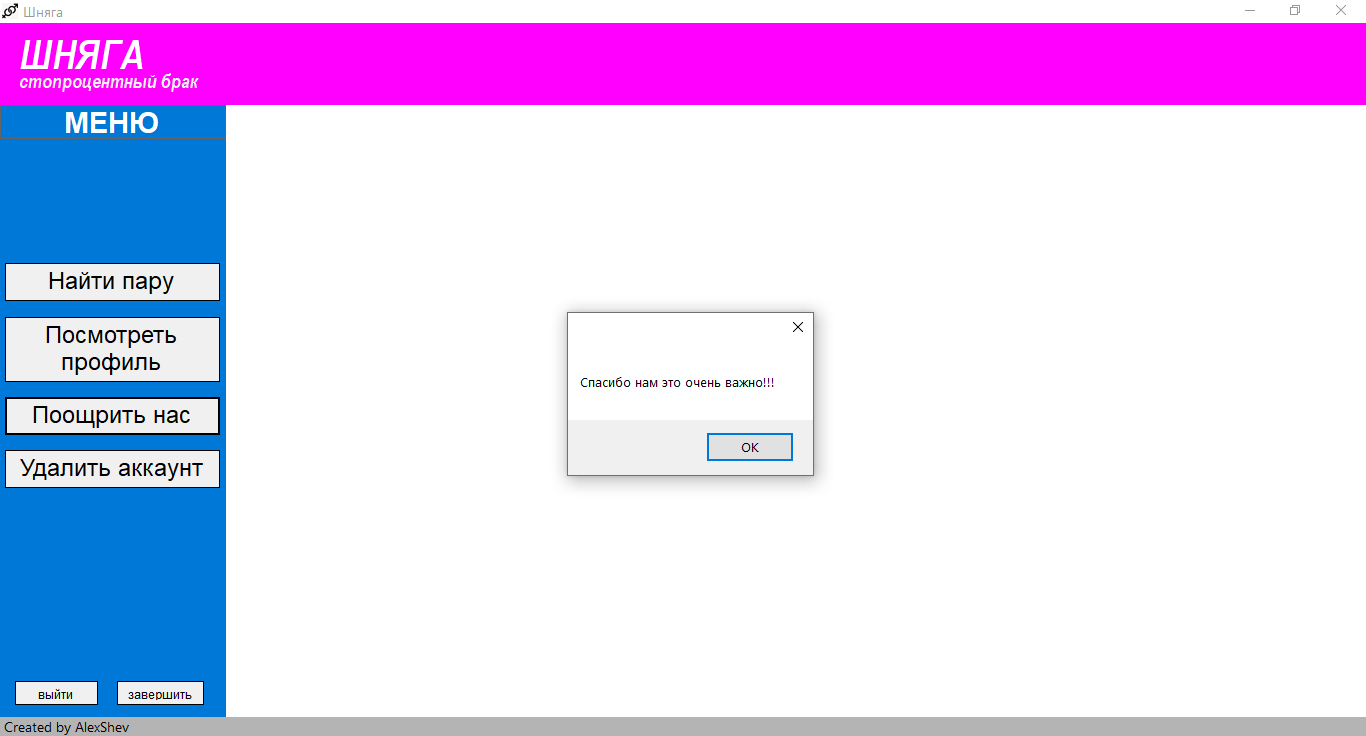 Шняга
ШНЯГА
стопроцентный брак
МЕНЮ
Найти пару
Посмотреть
профиль
Поощрить нас
Удалить аккаунт
Спасибо нам это очень важно!!!
OK
выйти
завершить
Created by AlexShev